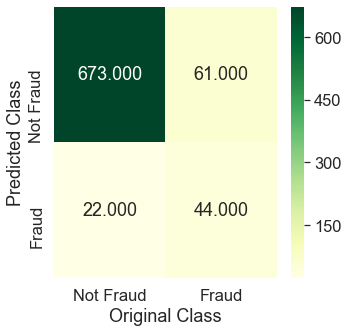 Predicted Class
Not Fraud
Fraud
673.000
61.000
22.000
44.000
Not Fraud
Fraud
Original Class
600
450
300
150